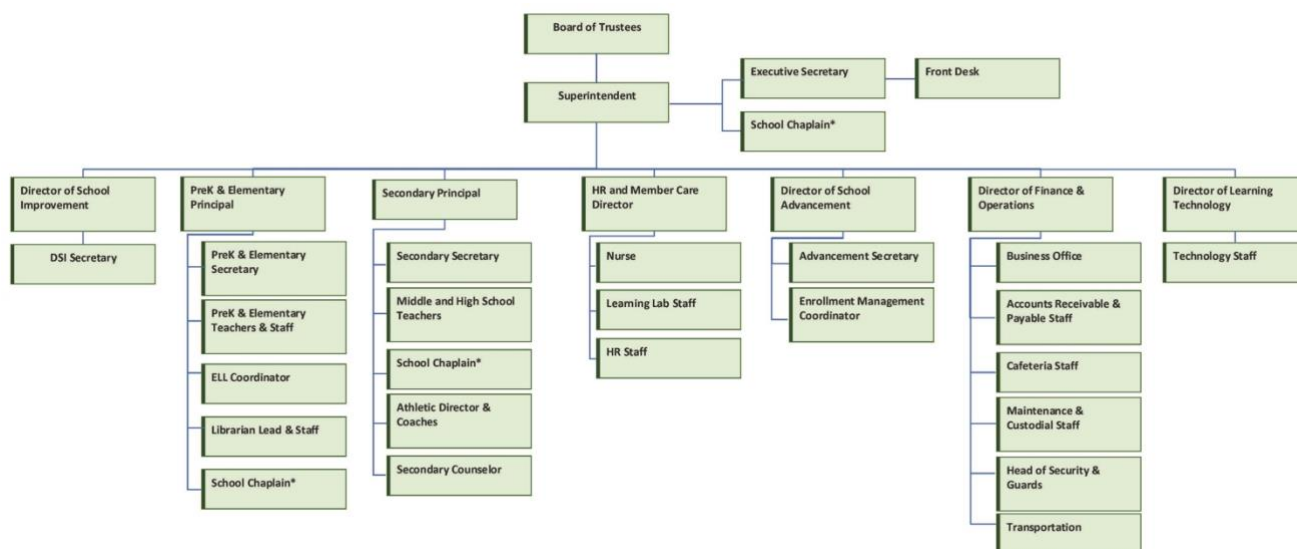 Board of Trustees
Executive Secretary
Front Desk
Superintendent
School Chaplain*
Director of School
Improvement
DSI Secretary
PreK & Elementary
Principal
PreK & Elementary
Secretary
PreK & Elementary
Teachers & Staff
ELL Coordinator
Librarian Lead & Staff
School Chaplain*
Secondary Principal
Secondary Secretary
Middle and High School
Teachers
School Chaplain*
Athletic Director &
Coaches
Secondary Counselor
HR and Member Care
Director
Nurse
Learning Lab Staff
HR Staff
Director of School
Advancement
Advancement Secretary
Enrollment Management
Coordinator
Director of Finance &
Operations
Business Office
Accounts Receivable &
Payable Staff
Cafeteria Staff
Maintenance &
Custodial Staff
Head of Security &
Guards
Transportation
Director of Learning
Technology
Technology Staff